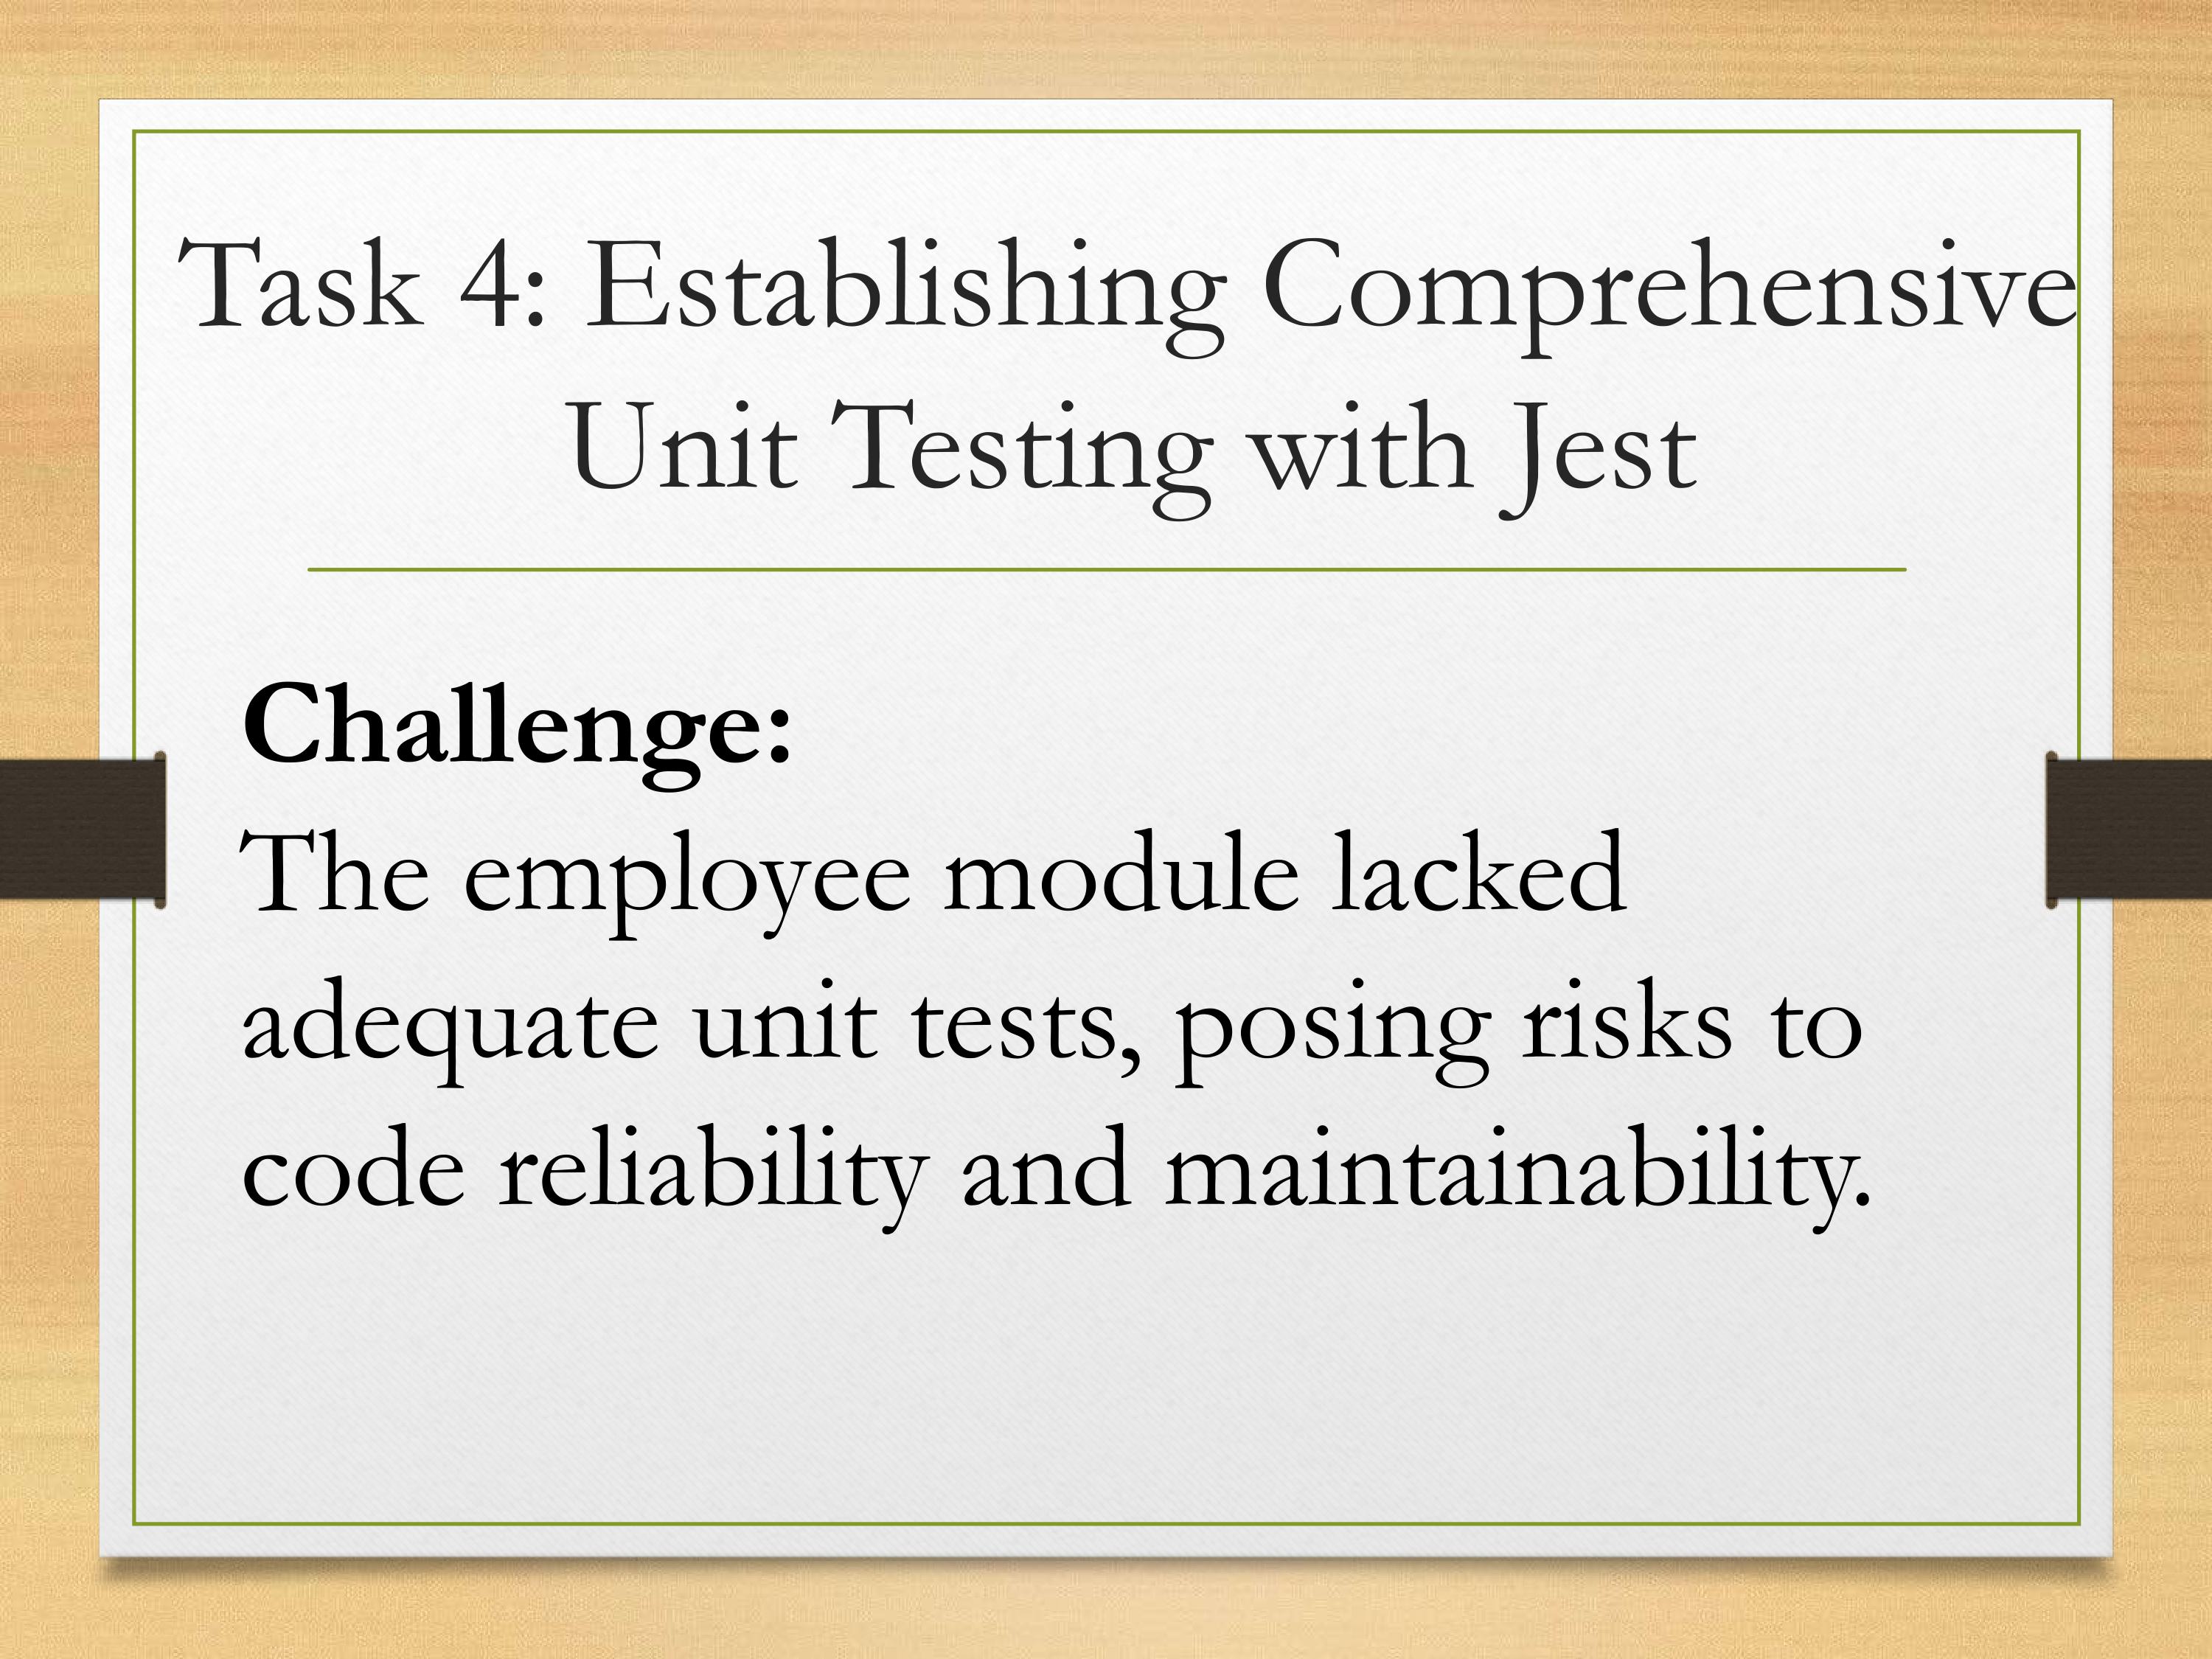 Task 4: Establishing Comprehensive
Unit Testing with Jest
Challenge:
The employee module lacked
adequate unit tests, posing risks to
code reliability and maintainability.